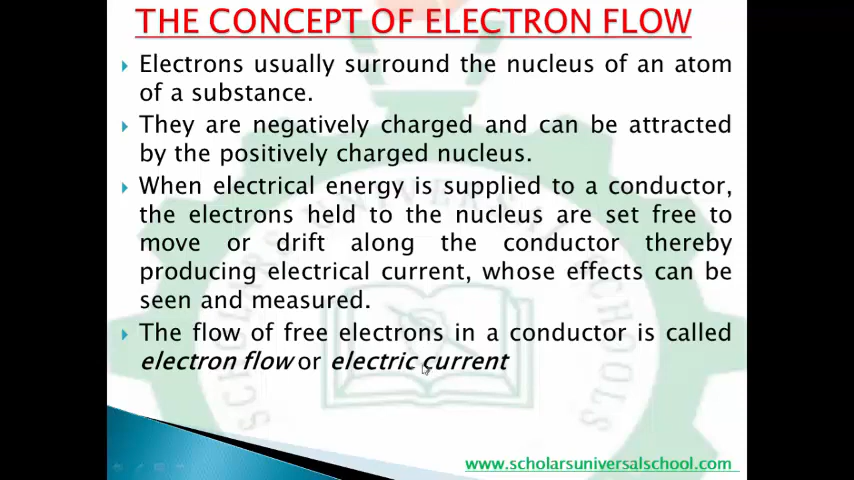 THE CONCEPT OF ELECTRON FLOW
Electrons usually surround the nucleus of an atom
of a substance.
They are negatively charged and can be attracted
by the positively charged nucleus.
When electrical energy is supplied to a conductor,
the electrons held to the nucleus are set free to
move or drift along the conductor thereby
producing electrical current, whose effects can be
seen and measured.
The flow of free electrons in a conductor is called
electron flow or electric current
www.scholarsuniversalschool.com
SCHOLARS UNIVERSAL SCHOOLS